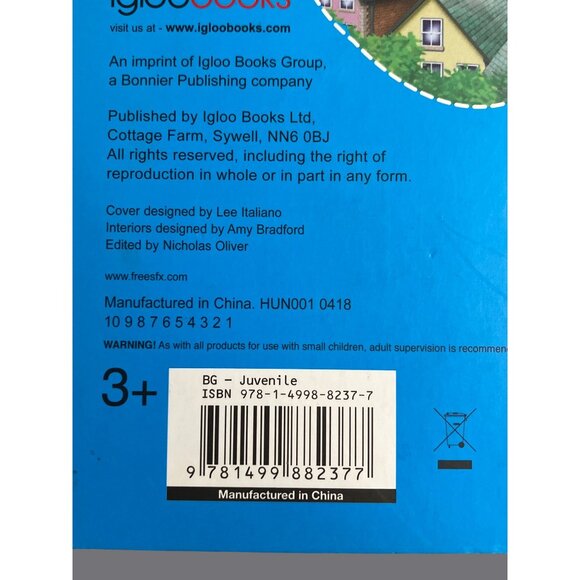 igloobooks
visit us at - www.igloobooks.com
An imprint of Igloo Books Group,
a Bonnier Publishing company
Published by Igloo Books Ltd,
Cottage Farm, Sywell, NN6 0BJ
All rights reserved, including the right of
reproduction in whole or in part in any form.
Cover designed by Lee Italiano
Interiors designed by Amy Bradford
Edited by Nicholas Oliver
www.freesfx.com
Manufactured in China. HUN001 0418
10 9 8 7 6 5 4 3 2 1
WARNING! As with all products for use with small children, adult supervision is recommen
3+
BG – Juvenile
ISBN 978-1-4998-8237-7
9 781499 882377
Manufactured in China